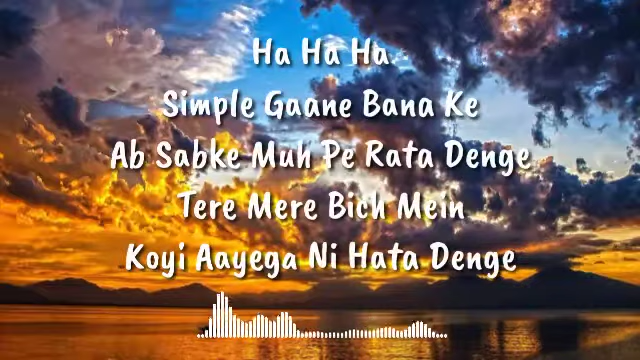 Ha Ha Ha
Simple Gaane Bana Ke
Ab Sabke Muh Pe Rata Denge
Tere Mere Bich Mein
Koyi Aayega Ni Hata Denge